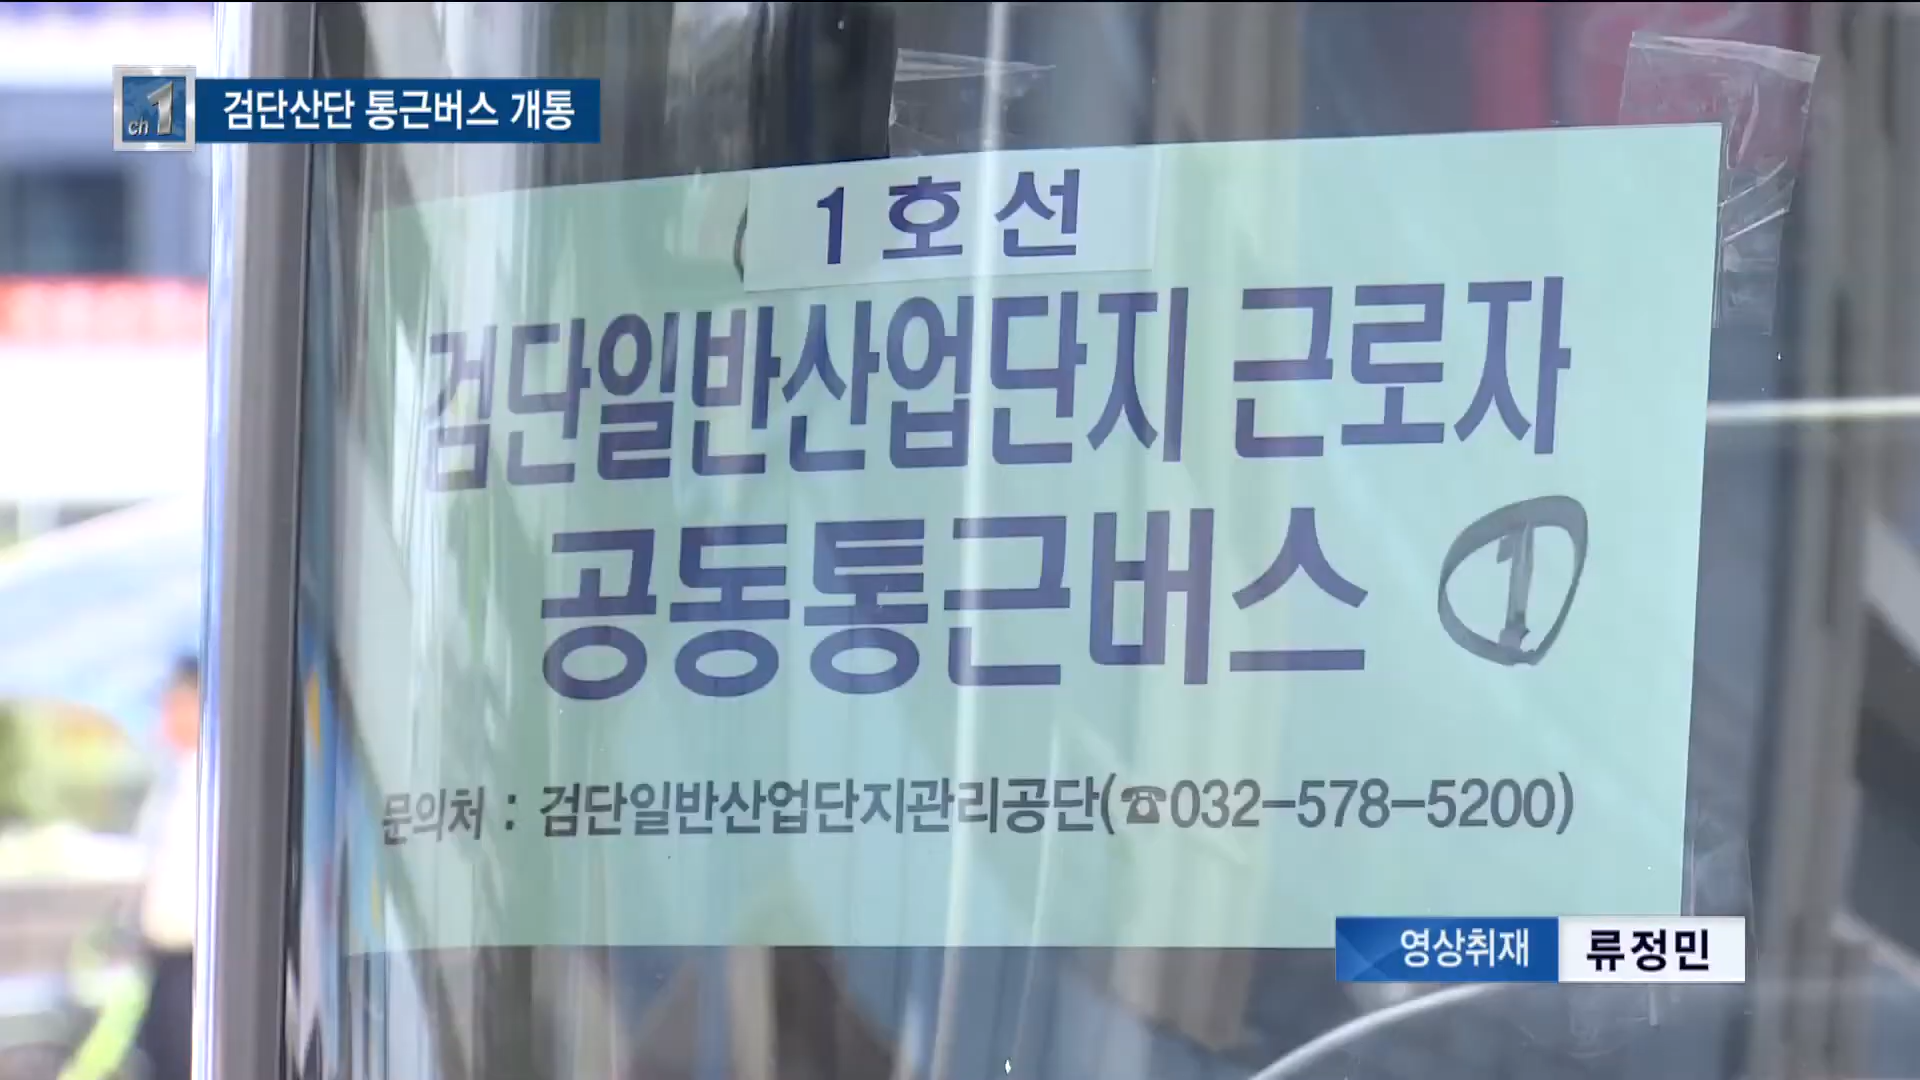 ch 1
검단산단 통근버스 개통
1호선
검단일반산업단지 근로자
공동통근버스 1
문의처 : 검단일반산업단지관리공단(☎032-578-5200)
영상취재 류정민